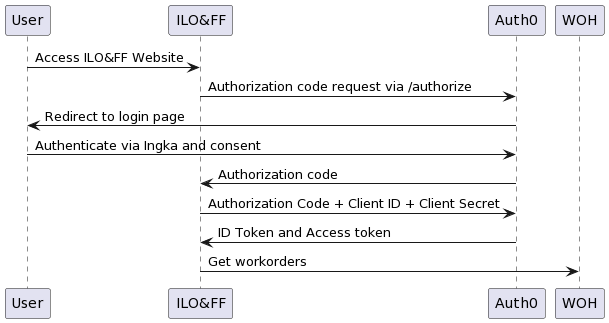 User ILO&FF Auth0 WOH
Access ILO&FF Website
Authorization code request via /authorize
Redirect to login page
Authenticate via Ingka and consent
Authorization code
Authorization Code + Client ID + Client Secret
ID Token and Access token
Get workorders
User ILO&FF Auth0 WOH